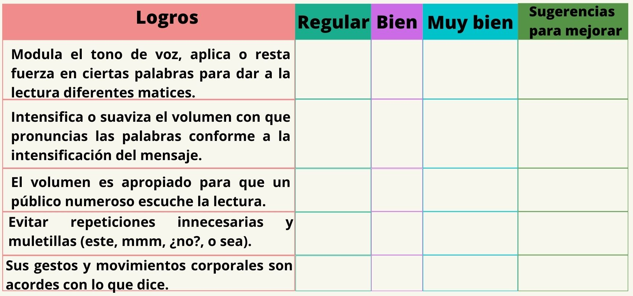 Logros
Regular
Bien
Muy bien
Sugerencias
para mejorar
Modula el tono de voz, aplica o resta
fuerza en ciertas palabras para dar a la
lectura diferentes matices.
Intensifica o suaviza el volumen con que
pronuncias las palabras conforme a la
intensificación del mensaje.
El volumen es apropiado para que un
público numeroso escuche la lectura.
Evitar repeticiones innecesarias y
muletillas (este, mmm, ¿no?, o sea).
Sus gestos y movimientos corporales son
acordes con lo que dice.